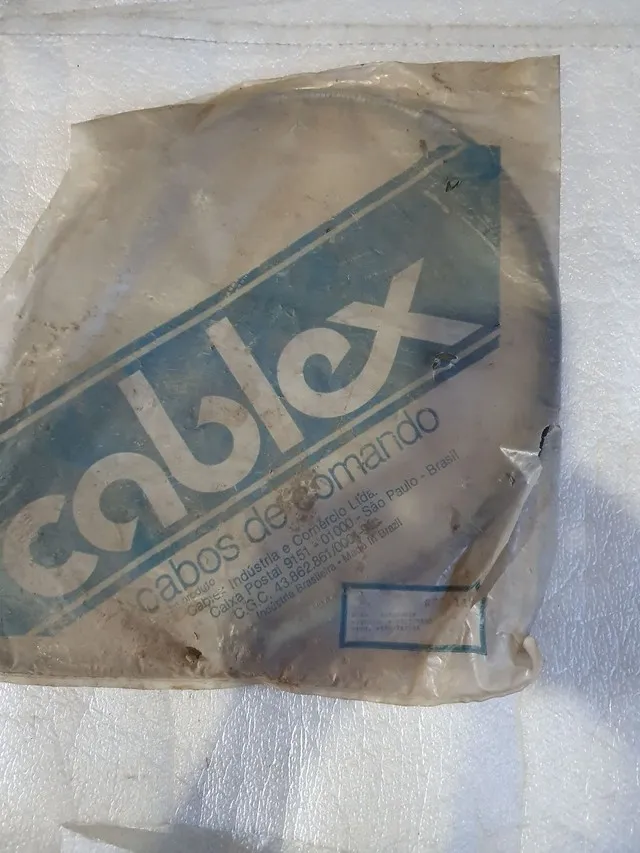 cablex
cabos de comando
Cablex Indústria e Comércio Ltda.
Caixa Postal 9151 - 01000 - São Paulo - Brasil
C.G.C. 43.862.861/
Indústria Brasileira - Made in Brazil